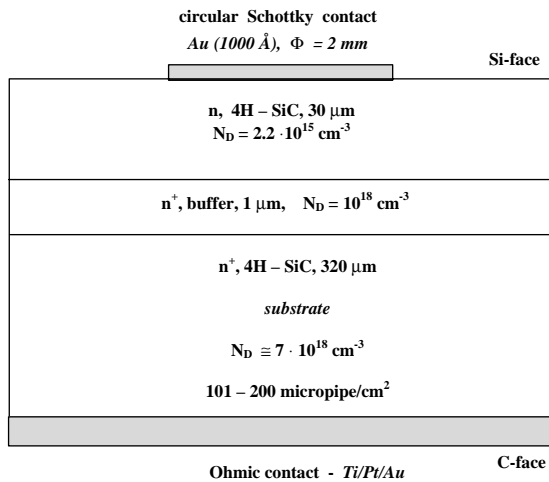 circular Schottky contact
Au (1000 Å), Φ = 2 mm
Si-face
n, 4H – SiC, 30 μm
N_D = 2.2 ·10^15 cm^-3
n^+, buffer, 1 μm, N_D = 10^18 cm^-3
n^+, 4H – SiC, 320 μm
substrate
N_D ≅ 7 · 10^18 cm^-3
101 – 200 micropipe/cm^2
C-face
Ohmic contact - Ti/Pt/Au